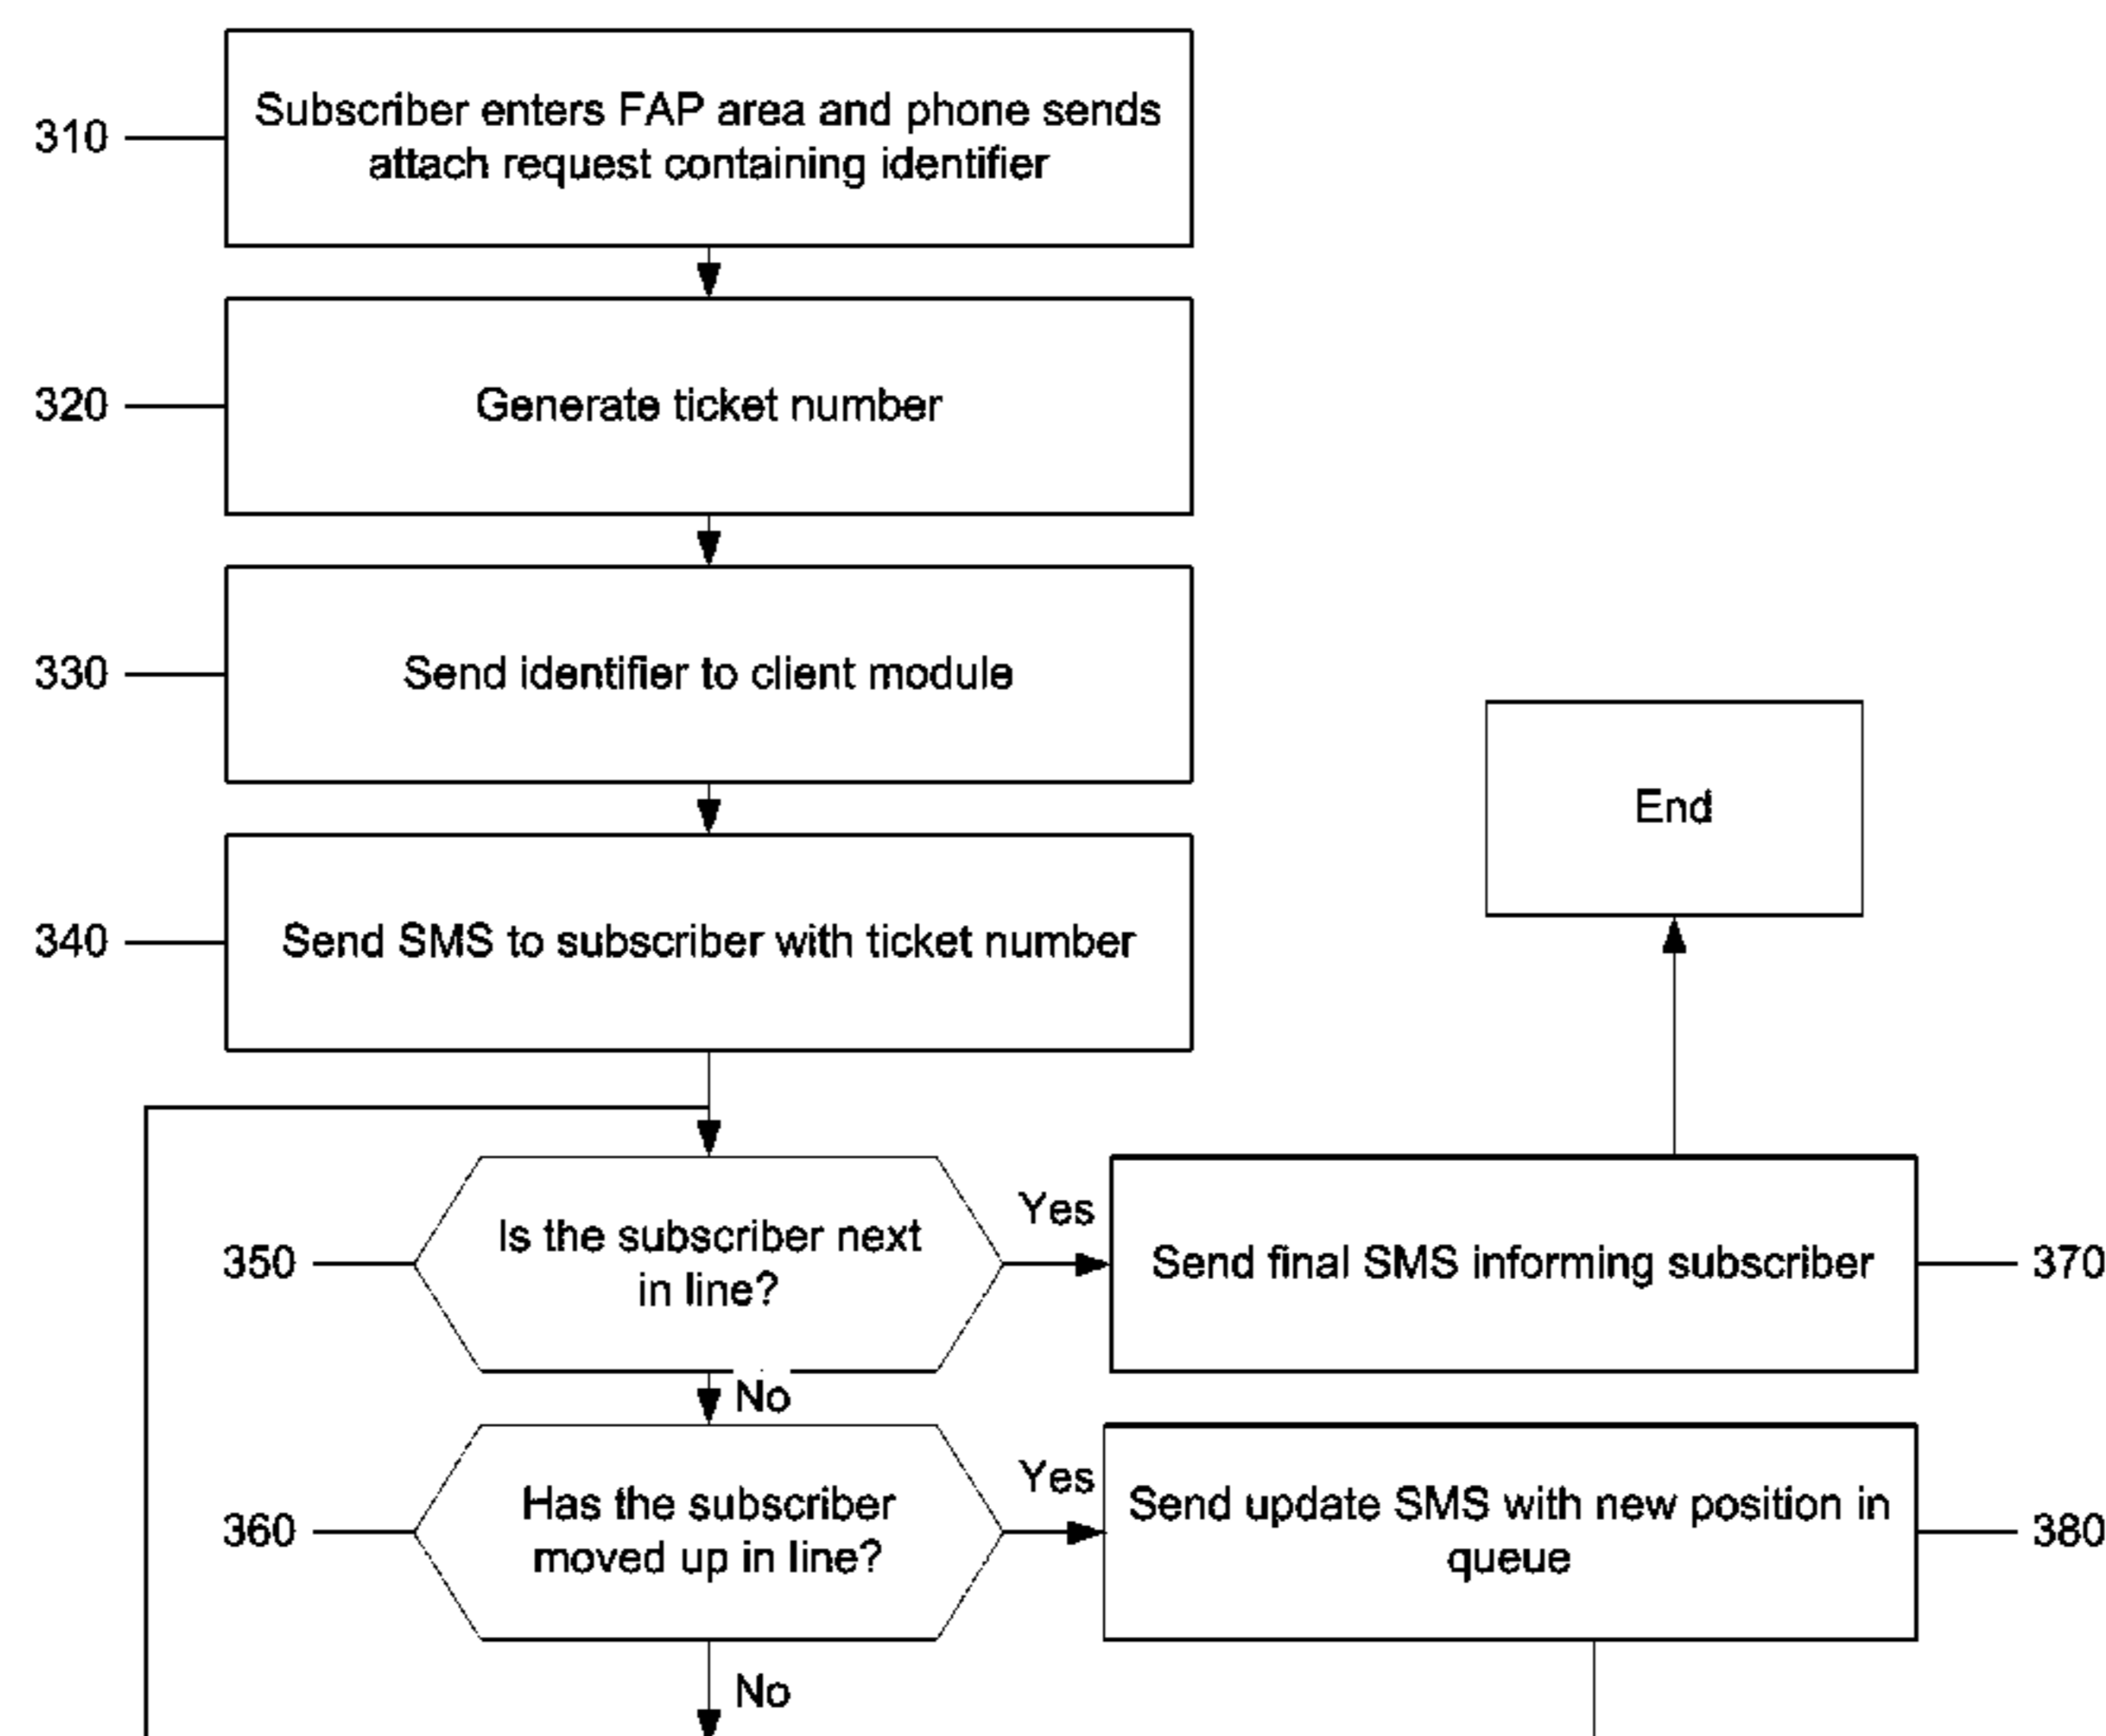 310
Subscriber enters FAP area and phone sends
attach request containing identifier
320
Generate ticket number
330
Send identifier to client module
End
340
Send SMS to subscriber with ticket number
350
Is the subscriber next
in line?
Yes
Send final SMS informing subscriber
370
No
360
Has the subscriber
moved up in line?
Yes
Send update SMS with new position in
queue
380
No